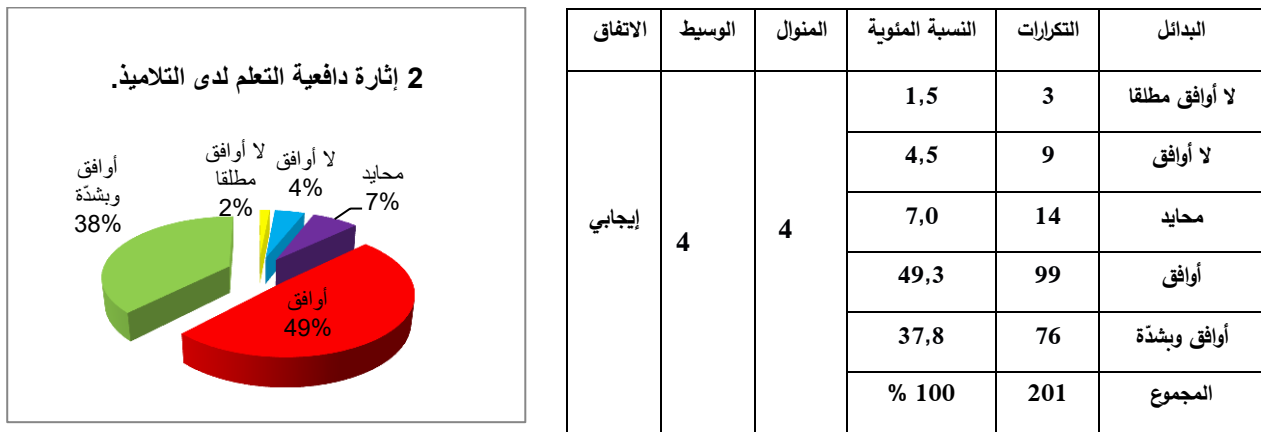 2 إثارة دافعية التعلم لدى التلاميذ.
لا أوافق مطلقا
2%
لا أوافق
4%
محايد
7%
أوافق
49%
أوافق وبشدّة
38%
البدائل التكرارات النسبة المئوية المنوال الوسيط الاتفاق
لا أوافق مطلقا 3 1,5 4 4 إيجابي
لا أوافق 9 4,5
محايد 14 7,0
أوافق 99 49,3
أوافق وبشدّة 76 37,8
المجموع 201 100 %